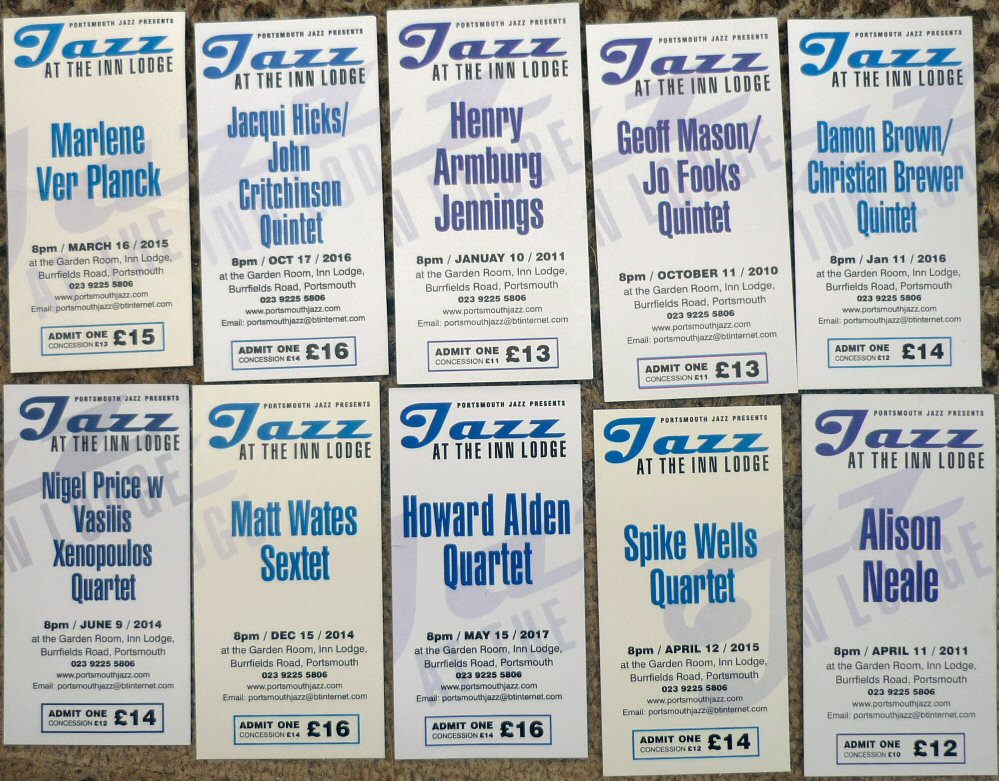 PORTSMOUTH JAZZ PRESENTS
Jazz
AT THE INN LODGE
Marlene
Ver Planck
8pm / MARCH 16 / 2015
at the Garden Room, Inn Lodge,
Burrfields Road, Portsmouth
023 9225 5806
www.portsmouthjazz.com
Email: portsmouthjazz@btinternet.com
ADMIT ONE £15
CONCESSION £13
PORTSMOUTH JAZZ PRESENTS
Jazz
AT THE INN LODGE
Jacqui Hicks/
John
Critchinson
Quintet
8pm / OCT 17 / 2016
at the Garden Room, Inn Lodge,
Burrfields Road, Portsmouth
023 9225 5806
www.portsmouthjazz.com
Email: portsmouthjazz@btinternet.com
ADMIT ONE £16
CONCESSION £14
PORTSMOUTH JAZZ PRESENTS
Jazz
AT THE INN LODGE
Henry
Armburg
Jennings
8pm / JANUAY 10 / 2011
at the Garden Room, Inn Lodge,
Burrfields Road, Portsmouth
023 9225 5806
www.portsmouthjazz.com
Email: portsmouthjazz@btinternet.com
ADMIT ONE £13
CONCESSION £11
PORTSMOUTH JAZZ PRESENTS
Jazz
AT THE INN LODGE
Geoff Mason/
Jo Fooks
Quintet
8pm / OCTOBER 11 / 2010
at the Garden Room, Inn Lodge,
Burrfields Road, Portsmouth
023 9225 5806
www.portsmouthjazz.com
Email: portsmouthjazz@btinternet.com
ADMIT ONE £13
CONCESSION £11
PORTSMOUTH JAZZ PRESENTS
Jazz
AT THE INN LODGE
Damon Brown/
Christian Brewer
Quintet
8pm / Jan 11 / 2016
at the Garden Room, Inn Lodge,
Burrfields Road, Portsmouth
023 9225 5806
www.portsmouthjazz.com
Email: portsmouthjazz@btinternet.com
ADMIT ONE £14
CONCESSION £12
PORTSMOUTH JAZZ PRESENTS
Jazz
AT THE INN LODGE
Nigel Price w
Vasilis
Xenopoulos
Quartet
8pm / JUNE 9 / 2014
at the Garden Room, Inn Lodge,
Burrfields Road, Portsmouth
023 9225 5806
www.portsmouthjazz.com
Email: portsmouthjazz@btinternet.com
ADMIT ONE £14
CONCESSION £12
PORTSMOUTH JAZZ PRESENTS
Jazz
AT THE INN LODGE
Matt Wates
Sextet
8pm / DEC 15 / 2014
at the Garden Room, Inn Lodge,
Burrfields Road, Portsmouth
023 9225 5806
www.portsmouthjazz.com
Email: portsmouthjazz@btinternet.com
ADMIT ONE £16
CONCESSION £14
PORTSMOUTH JAZZ PRESENTS
Jazz
AT THE INN LODGE
Howard Alden
Quartet
8pm / MAY 15 / 2017
at the Garden Room, Inn Lodge,
Burrfields Road, Portsmouth
023 9225 5806
www.portsmouthjazz.com
Email: portsmouthjazz@btinternet.com
ADMIT ONE £16
CONCESSION £14
PORTSMOUTH JAZZ PRESENTS
Jazz
AT THE INN LODGE
Spike Wells
Quartet
8pm / APRIL 12 / 2015
at the Garden Room, Inn Lodge,
Burrfields Road, Portsmouth
023 9225 5806
www.portsmouthjazz.com
Email: portsmouthjazz@btinternet.com
ADMIT ONE £14
CONCESSION £12
PORTSMOUTH JAZZ PRESENTS
Jazz
AT THE INN LODGE
Alison
Neale
8pm / APRIL 11 / 2011
at the Garden Room, Inn Lodge,
Burrfields Road, Portsmouth
023 9225 5806
www.portsmouthjazz.com
Email: portsmouthjazz@btinternet.com
ADMIT ONE £12
CONCESSION £10